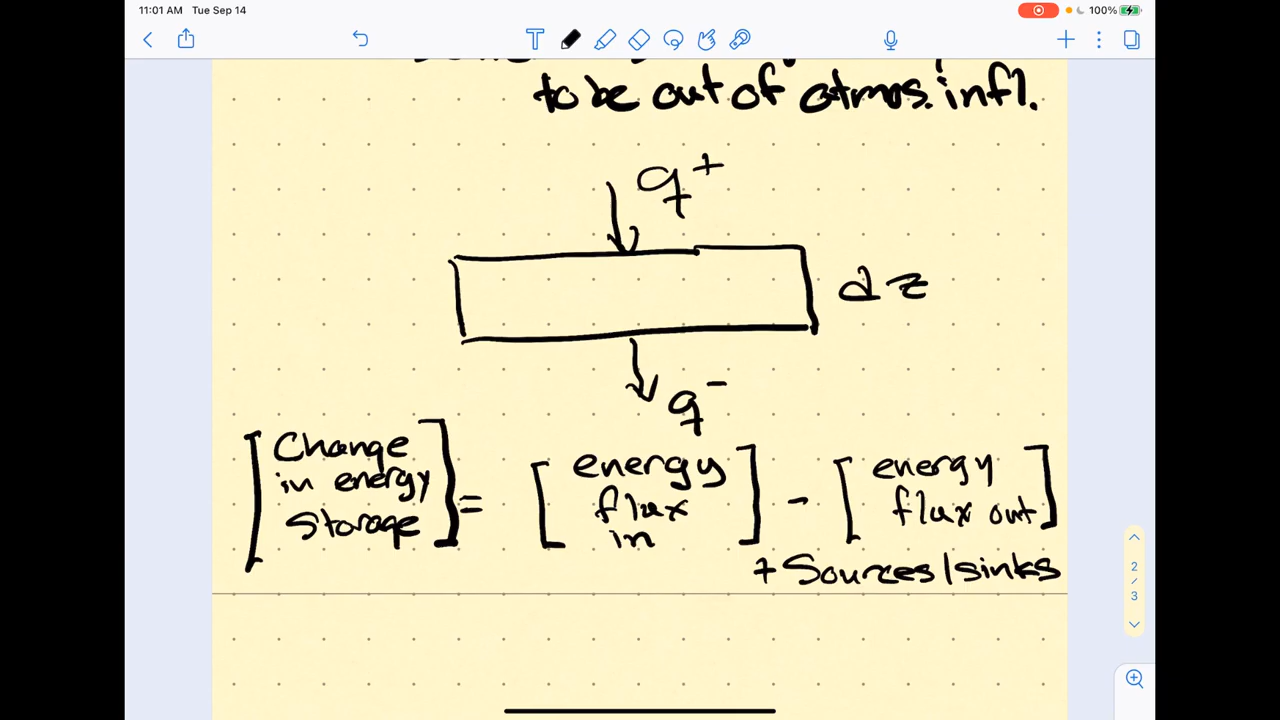 11:01 AM Tue Sep 14
100%
to be out of atmos. infl.
q+
dz
q-
[Change in energy Storage] = [energy flux in] - [energy flux out]
+ Sources/sinks
2
/
3